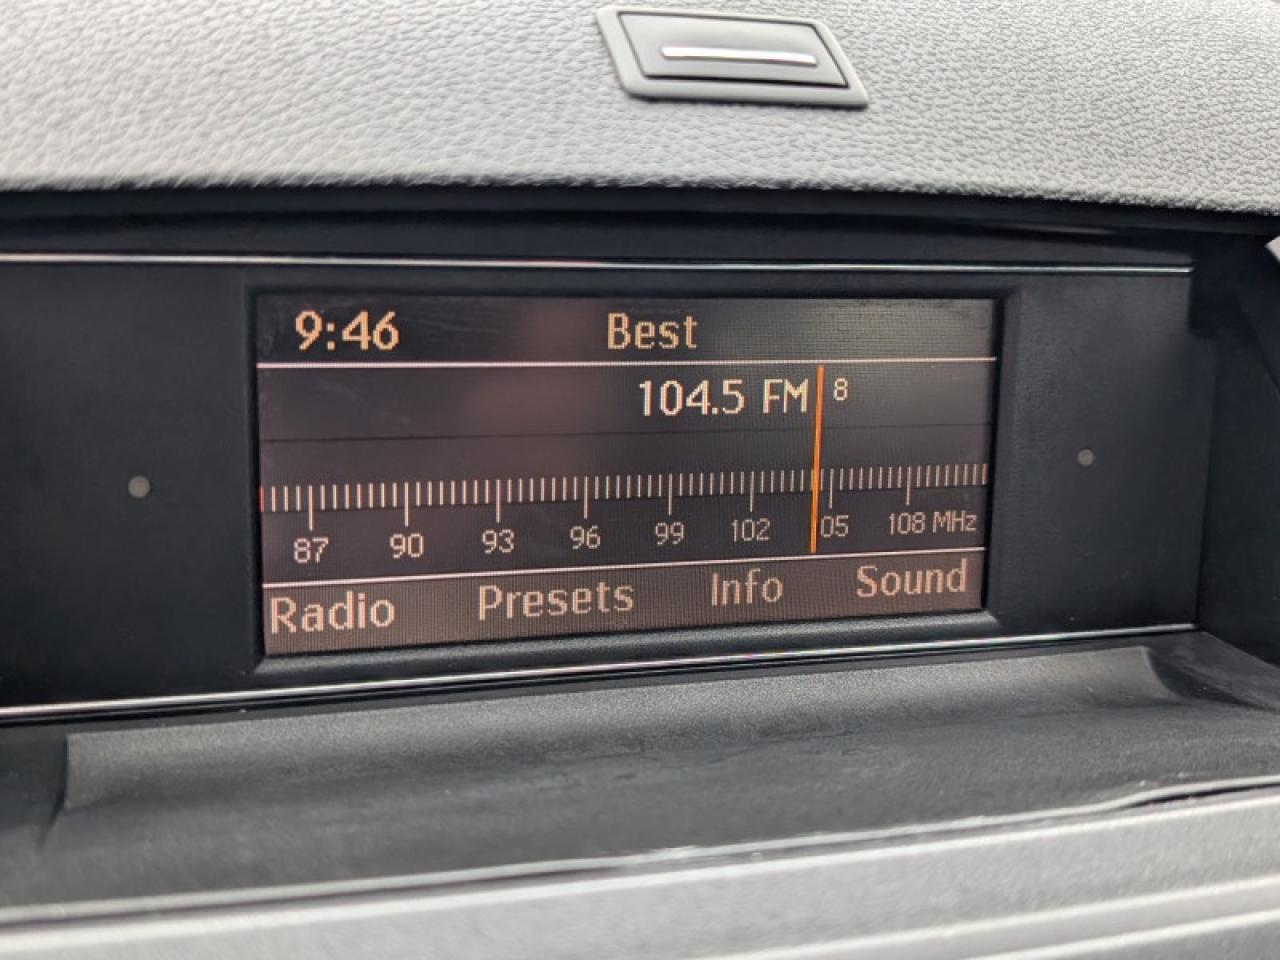 9:46 Best
104.5 FM 8
87 90 93 96 99 102 05 108 MHz
Radio Presets Info Sound